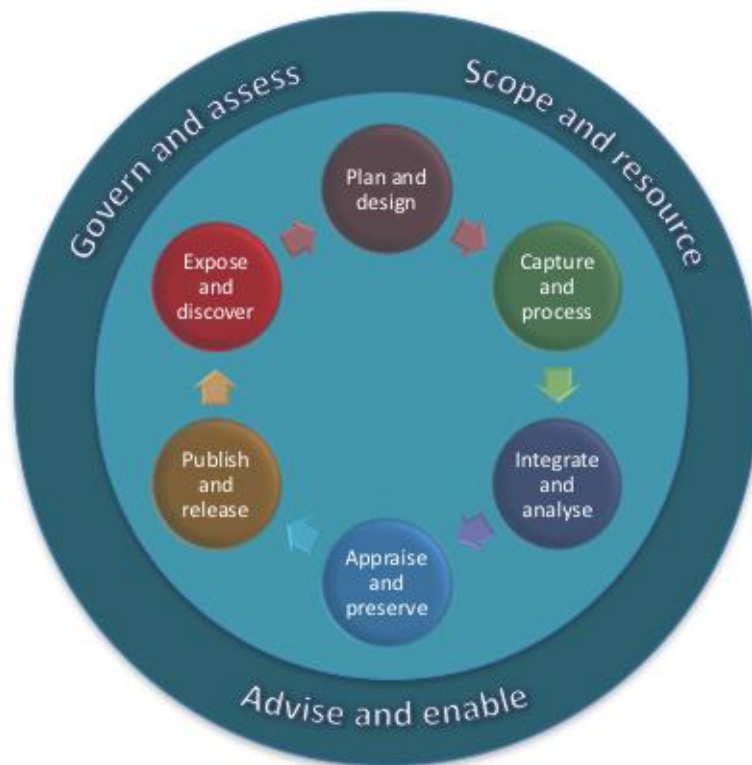 Govern and assess
Scope and resource
Plan and
design
Capture and
process
Integrate
and
analyse
Appraise
and
preserve
Publish
and
release
Expose
and
discover
Advise and enable